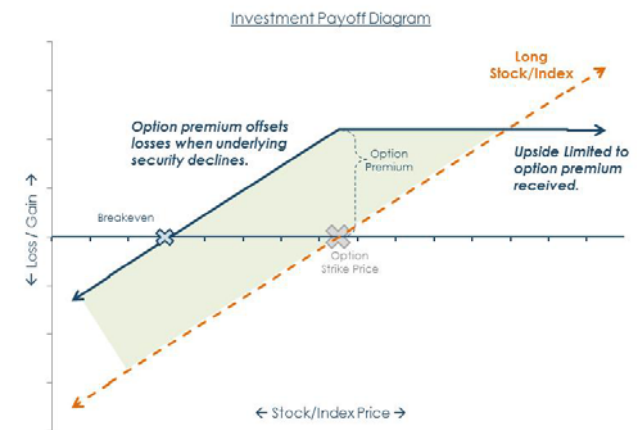 Investment Payoff Diagram
Long
Stock/Index
Option premium offsets
losses when underlying
security declines.
Option
Premium
Upside Limited to
option premium
received.
Breakeven
Option
Strike Price
← Loss / Gain →
← Stock/Index Price →